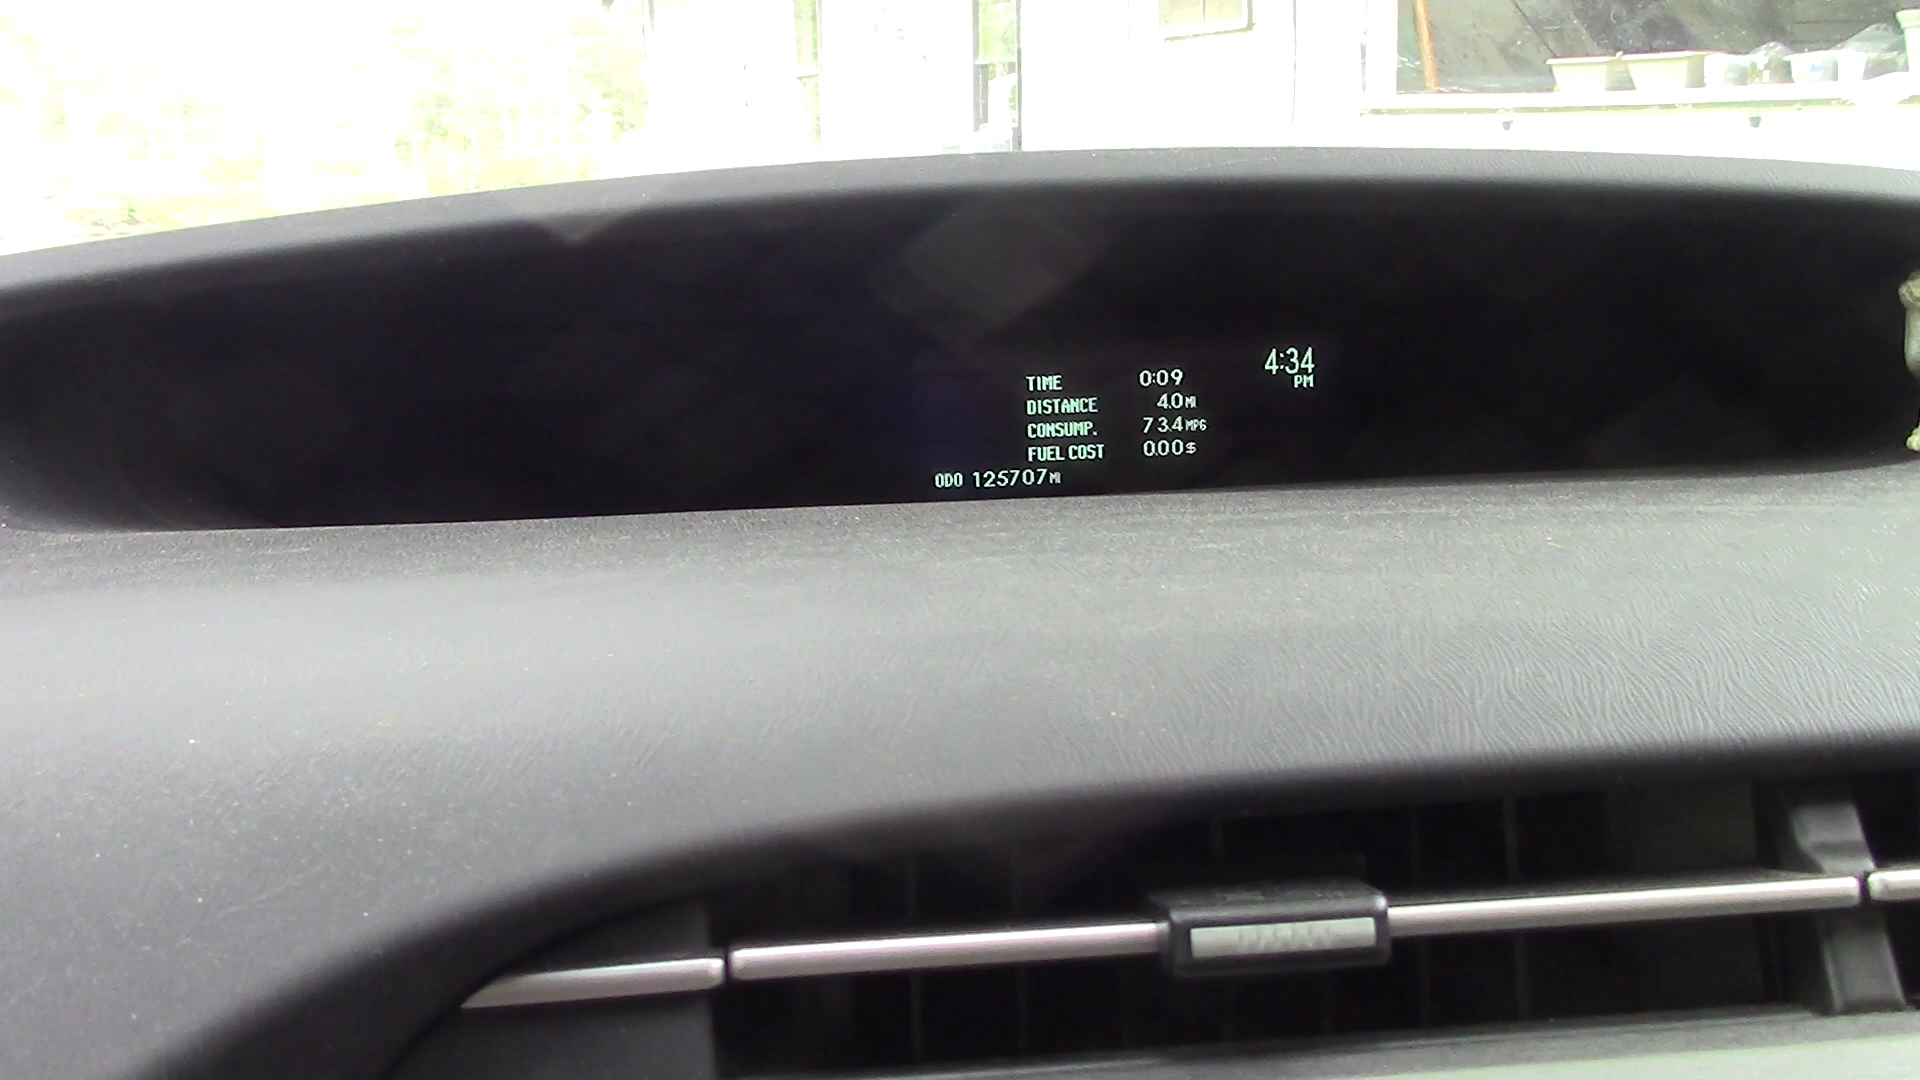 4:34
PM
TIME 0:09
DISTANCE 4.0 MI
CONSUMP. 73.4 MPG
FUEL COST 0.00 $
ODO 125707 MI